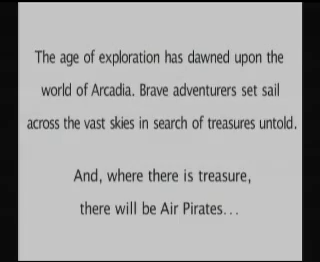 The age of exploration has dawned upon the
world of Arcadia. Brave adventurers set sail
across the vast skies in search of treasures untold.
And, where there is treasure,
there will be Air Pirates...